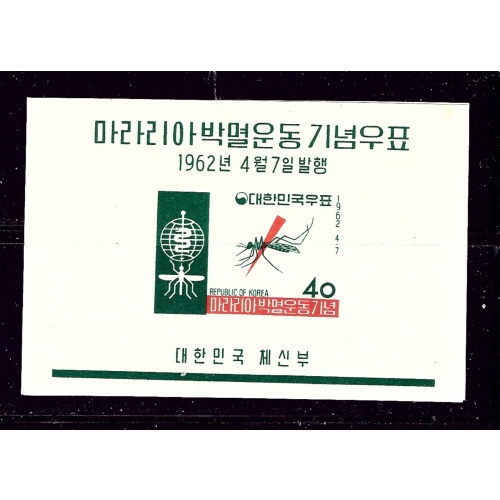 마라리아박멸운동기념우표
1962년 4월7일발행
대한민국우표
1962.4.7
REPUBLIC OF KOREA
40
마라리아박멸운동기념
대한민국 체신부